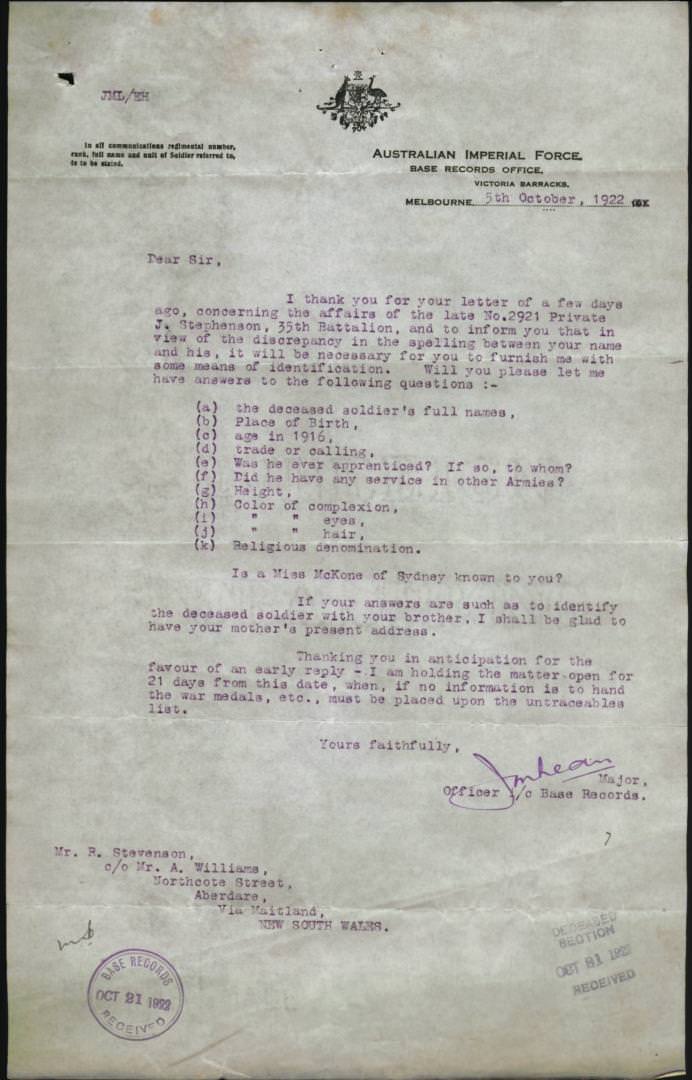 JML/EH
In all communications regimental number,
rank, full name and unit of Soldier referred to,
is to be stated.
AUSTRALIAN IMPERIAL FORCE.
BASE RECORDS OFFICE,
VICTORIA BARRACKS,
MELBOURNE, 5th October, 1922
Dear Sir,
I thank you for your letter of a few days
ago, concerning the affairs of the late No.2921 Private
J. Stephenson, 35th Battalion, and to inform you that in
view of the discrepancy in the spelling between your name
and his, it will be necessary for you to furnish me with
some means of identification. Will you please let me
have answers to the following questions :-
(a) the deceased soldier's full names,
(b) Place of Birth,
(c) age in 1916,
(d) trade or calling,
(e) Was he ever apprenticed? If so, to whom?
(f) Did he have any service in other Armies?
(g) Height,
(h) Color of complexion,
(i) " " eyes,
(j) " " hair,
(k) Religious denomination.
Is a Miss McKone of Sydney known to you?
If your answers are such as to identify
the deceased soldier with your brother, I shall be glad to
have your mother's present address.
Thanking you in anticipation for the
favour of an early reply - I am holding the matter open for
21 days from this date, when, if no information is to hand
the war medals, etc., must be placed upon the untraceables
list.
Yours faithfully,
JMLean
Major,
Officer i/c Base Records.
Mr. R. Stevenson,
c/o Mr. A. Williams,
Northcote Street,
Aberdare,
Via Maitland,
NEW SOUTH WALES.
BASE RECORDS
OCT 21 1922
RECEIVED
DECEASED
SECTION
OCT 21 1922
RECEIVED